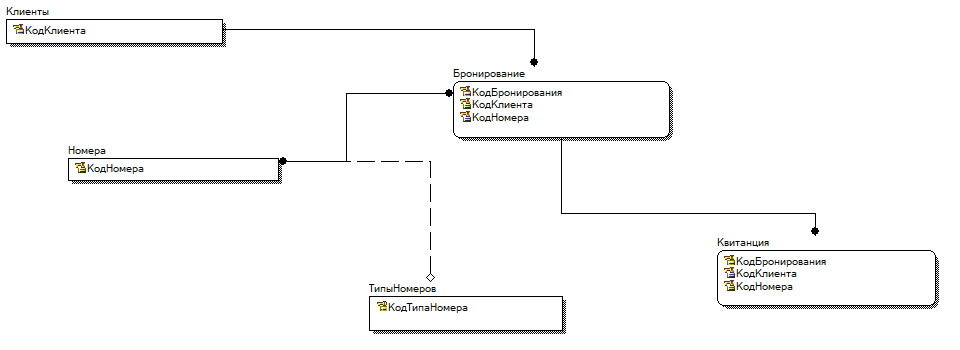 Клиенты
КодКлиента
Бронирование
КодБронирования
КодКлиента
КодНомера
Номера
КодНомера
Квитанция
КодБронирования
КодКлиента
КодНомера
ТипыНомеров
КодТипаНомера